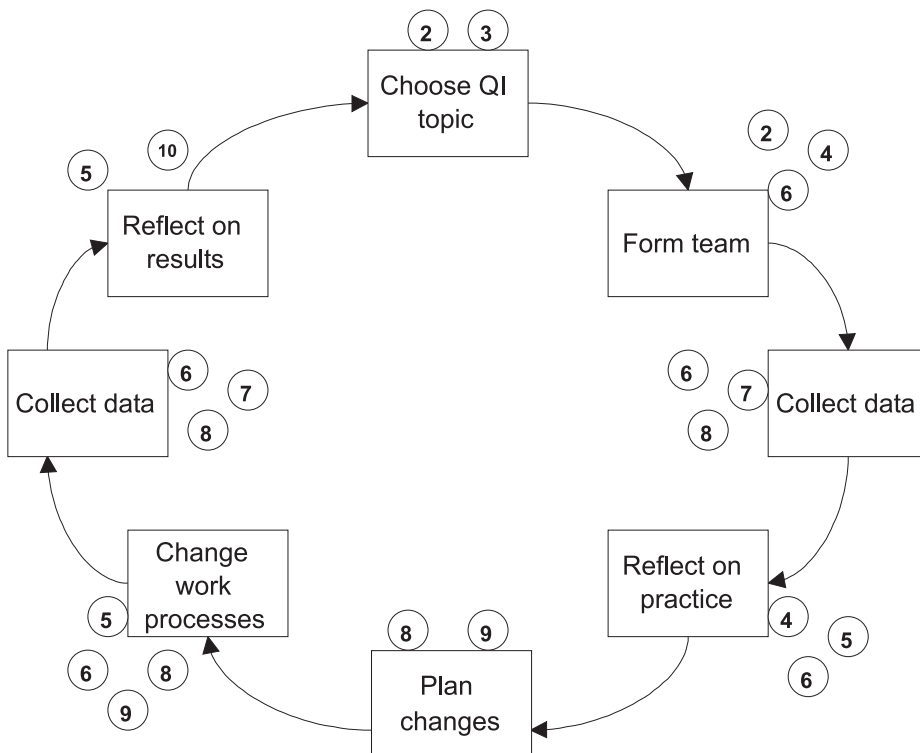 2 3
Choose QI
topic
2
4
6
Form team
6
7
8
Collect data
Reflect on
practice
4
5
6
8 9
Plan
changes
Change
work
processes
5
6
8
9
Collect data
6
7
8
5
10
Reflect on
results